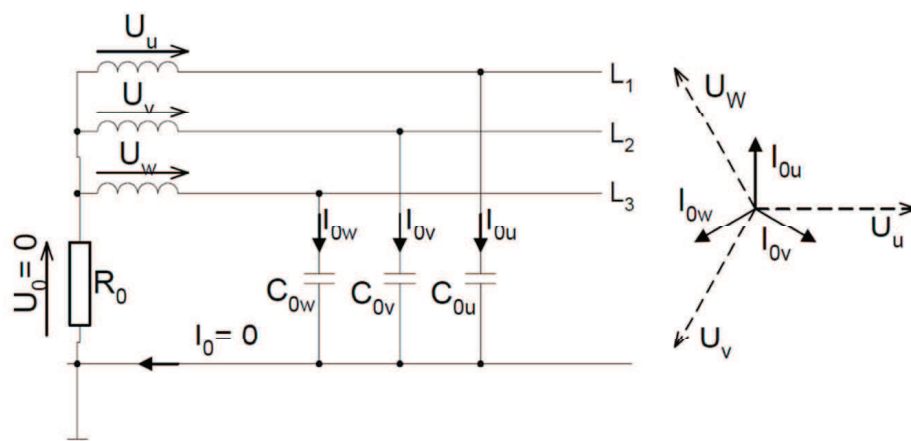 U_u
U_v
U_w
L_1
L_2
L_3
U_0 = 0
R_0
I_0 = 0
I_0w
I_0v
I_0u
C_0w
C_0v
C_0u
U_W
I_0u
I_0w
I_0v
U_u
U_v